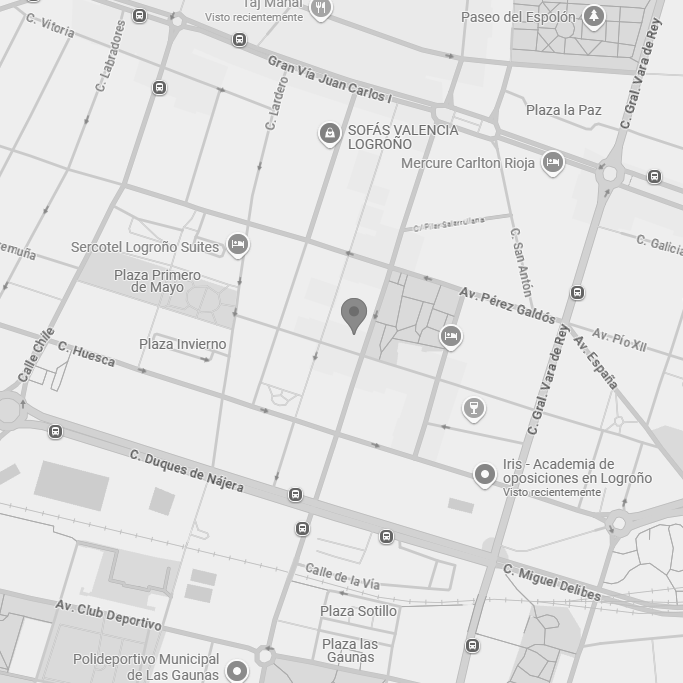 Taj Mahal
Visto recientemente
Paseo del Espolón
C. Vitoria
C. Labradores
C. Lardero
Gran Vía Juan Carlos I
C. Gral. Vara de Rey
SOFÁS VALENCIA
LOGROÑO
Plaza la Paz
Mercure Carlton Rioja
C/ Pilar Salarrullana
C. San Antón
C. Galicia
Sercotel Logroño Suites
Plaza Primero
de Mayo
Av. Pérez Galdós
Av. Pío XII
Av. España
Plaza Invierno
C. Huesca
Calle Chile
C. Gral. Vara de Rey
C. Duques de Nájera
Iris - Academia de
oposiciones en Logroño
Visto recientemente
Calle de la Vía
C. Miguel Delibes
Av. Club Deportivo
Plaza Sotillo
Plaza las
Gaunas
Polideportivo Municipal
de Las Gaunas